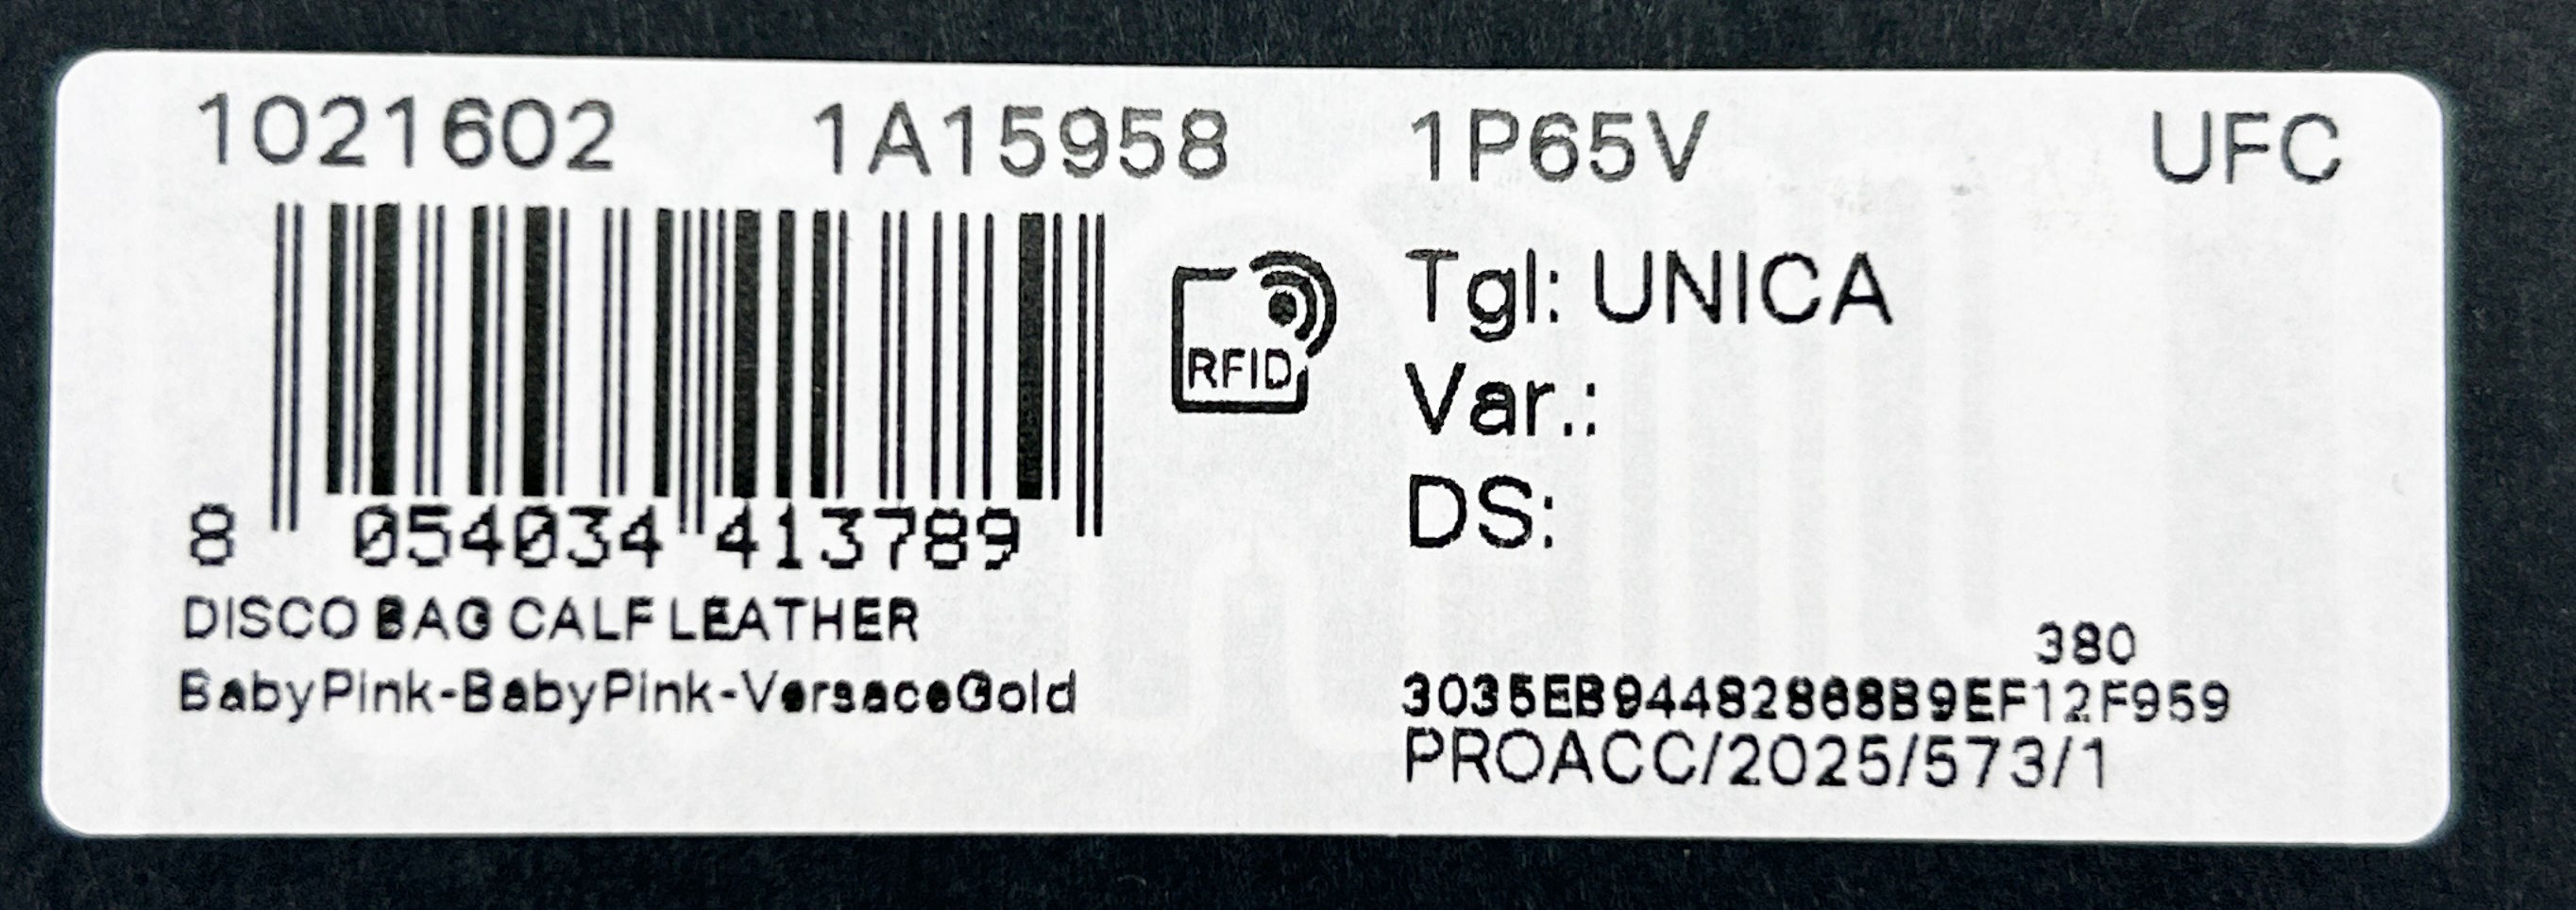 1021602 1A15958 1P65V UFC
RFID
Tgl: UNICA
Var.:
DS:
8 054034 413789
DISCO BAG CALF LEATHER
BabyPink-BabyPink-VersaceGold
380
3035EB94482868B9EF12F959
PROACC/2025/573/1